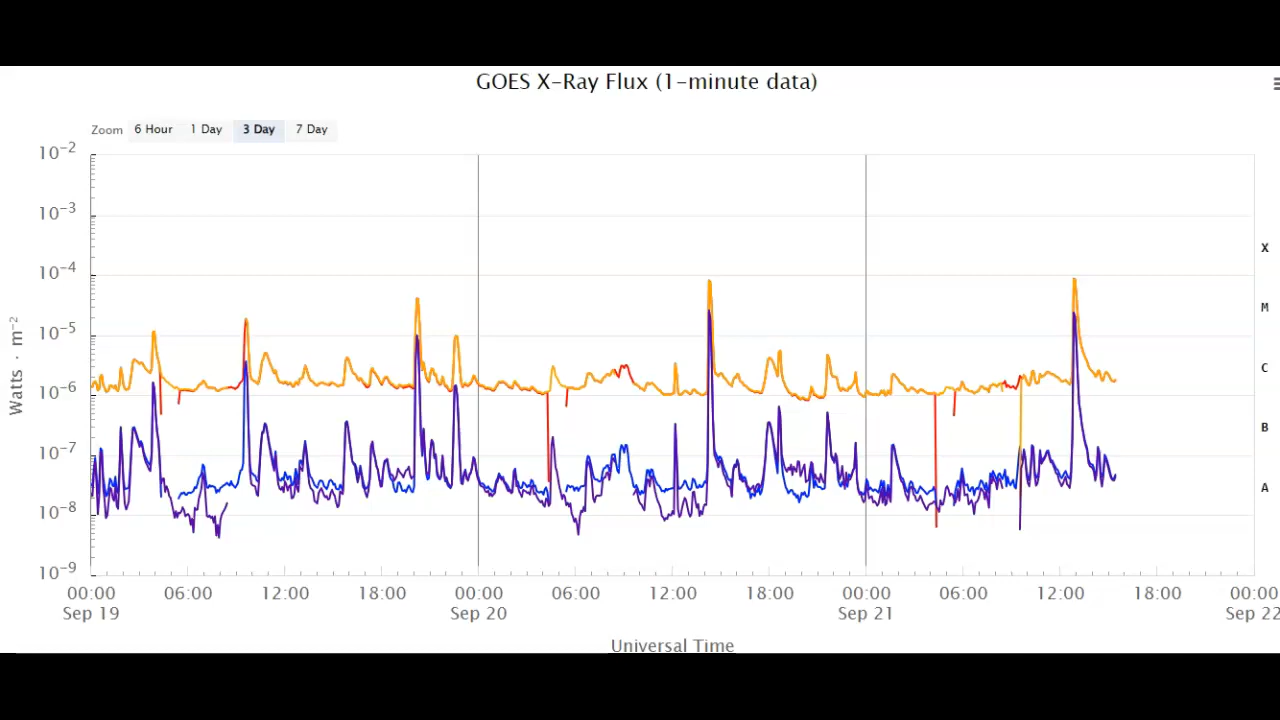 GOES X-Ray Flux (1-minute data)
Zoom 6 Hour 1 Day 3 Day 7 Day
10⁻²
10⁻³
10⁻⁴
10⁻⁵
10⁻⁶
10⁻⁷
10⁻⁸
10⁻⁹
Watts · m⁻²
X
M
C
B
A
00:00 06:00 12:00 18:00 00:00 06:00 12:00 18:00 00:00 06:00 12:00 18:00 00:00
Sep 19 Sep 20 Sep 21 Sep 22
Universal Time